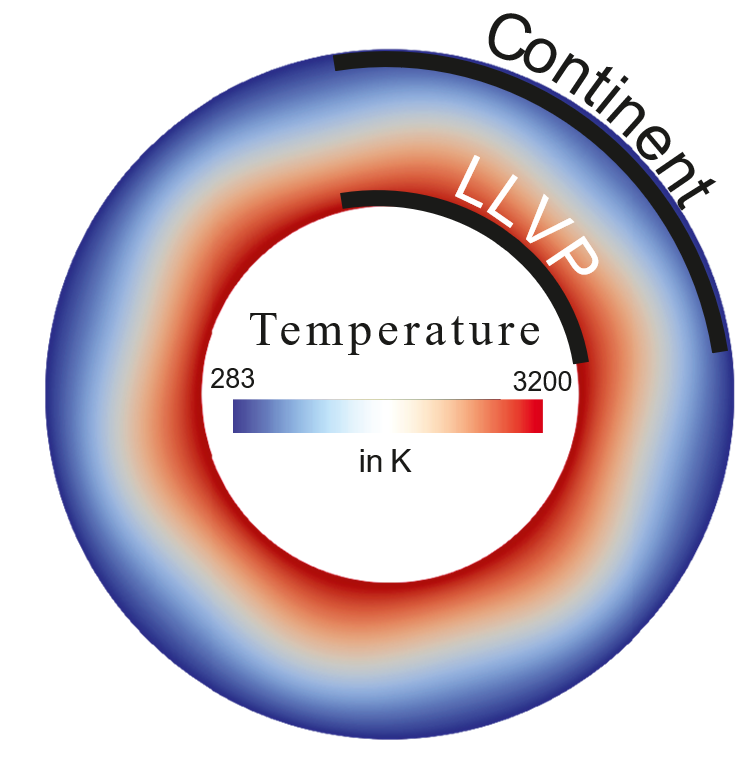 Continent
LLVP
Temperature
283 3200
in K